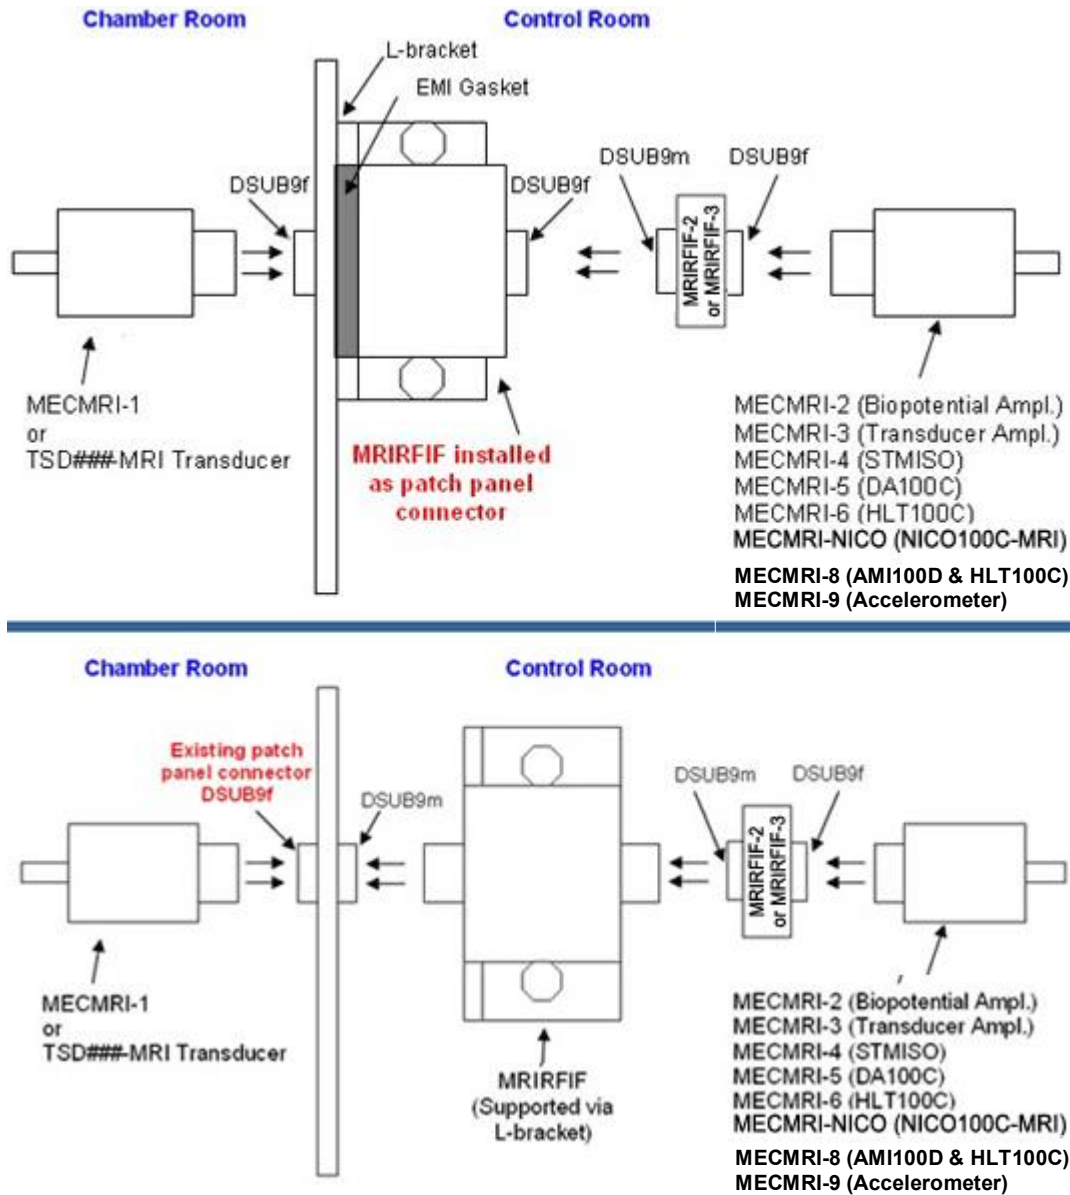 Chamber Room
Control Room
L-bracket
EMI Gasket
DSUB9f
DSUB9f
DSUB9m
DSUB9f
MRIRFIF-2
or MRIRFIF-3
MECMRI-1
or
TSD###-MRI Transducer
MRIRFIF installed
as patch panel
connector
MECMRI-2 (Biopotential Ampl.)
MECMRI-3 (Transducer Ampl.)
MECMRI-4 (STMISO)
MECMRI-5 (DA100C)
MECMRI-6 (HLT100C)
MECMRI-NICO (NICO100C-MRI)
MECMRI-8 (AMI100D & HLT100C)
MECMRI-9 (Accelerometer)
Chamber Room
Control Room
Existing patch
panel connector
DSUB9f
DSUB9m
DSUB9m
DSUB9f
MRIRFIF-2
or MRIRFIF-3
MECMRI-1
or
TSD###-MRI Transducer
MRIRFIF
(Supported via
L-bracket)
MECMRI-2 (Biopotential Ampl.)
MECMRI-3 (Transducer Ampl.)
MECMRI-4 (STMISO)
MECMRI-5 (DA100C)
MECMRI-6 (HLT100C)
MECMRI-NICO (NICO100C-MRI)
MECMRI-8 (AMI100D & HLT100C)
MECMRI-9 (Accelerometer)